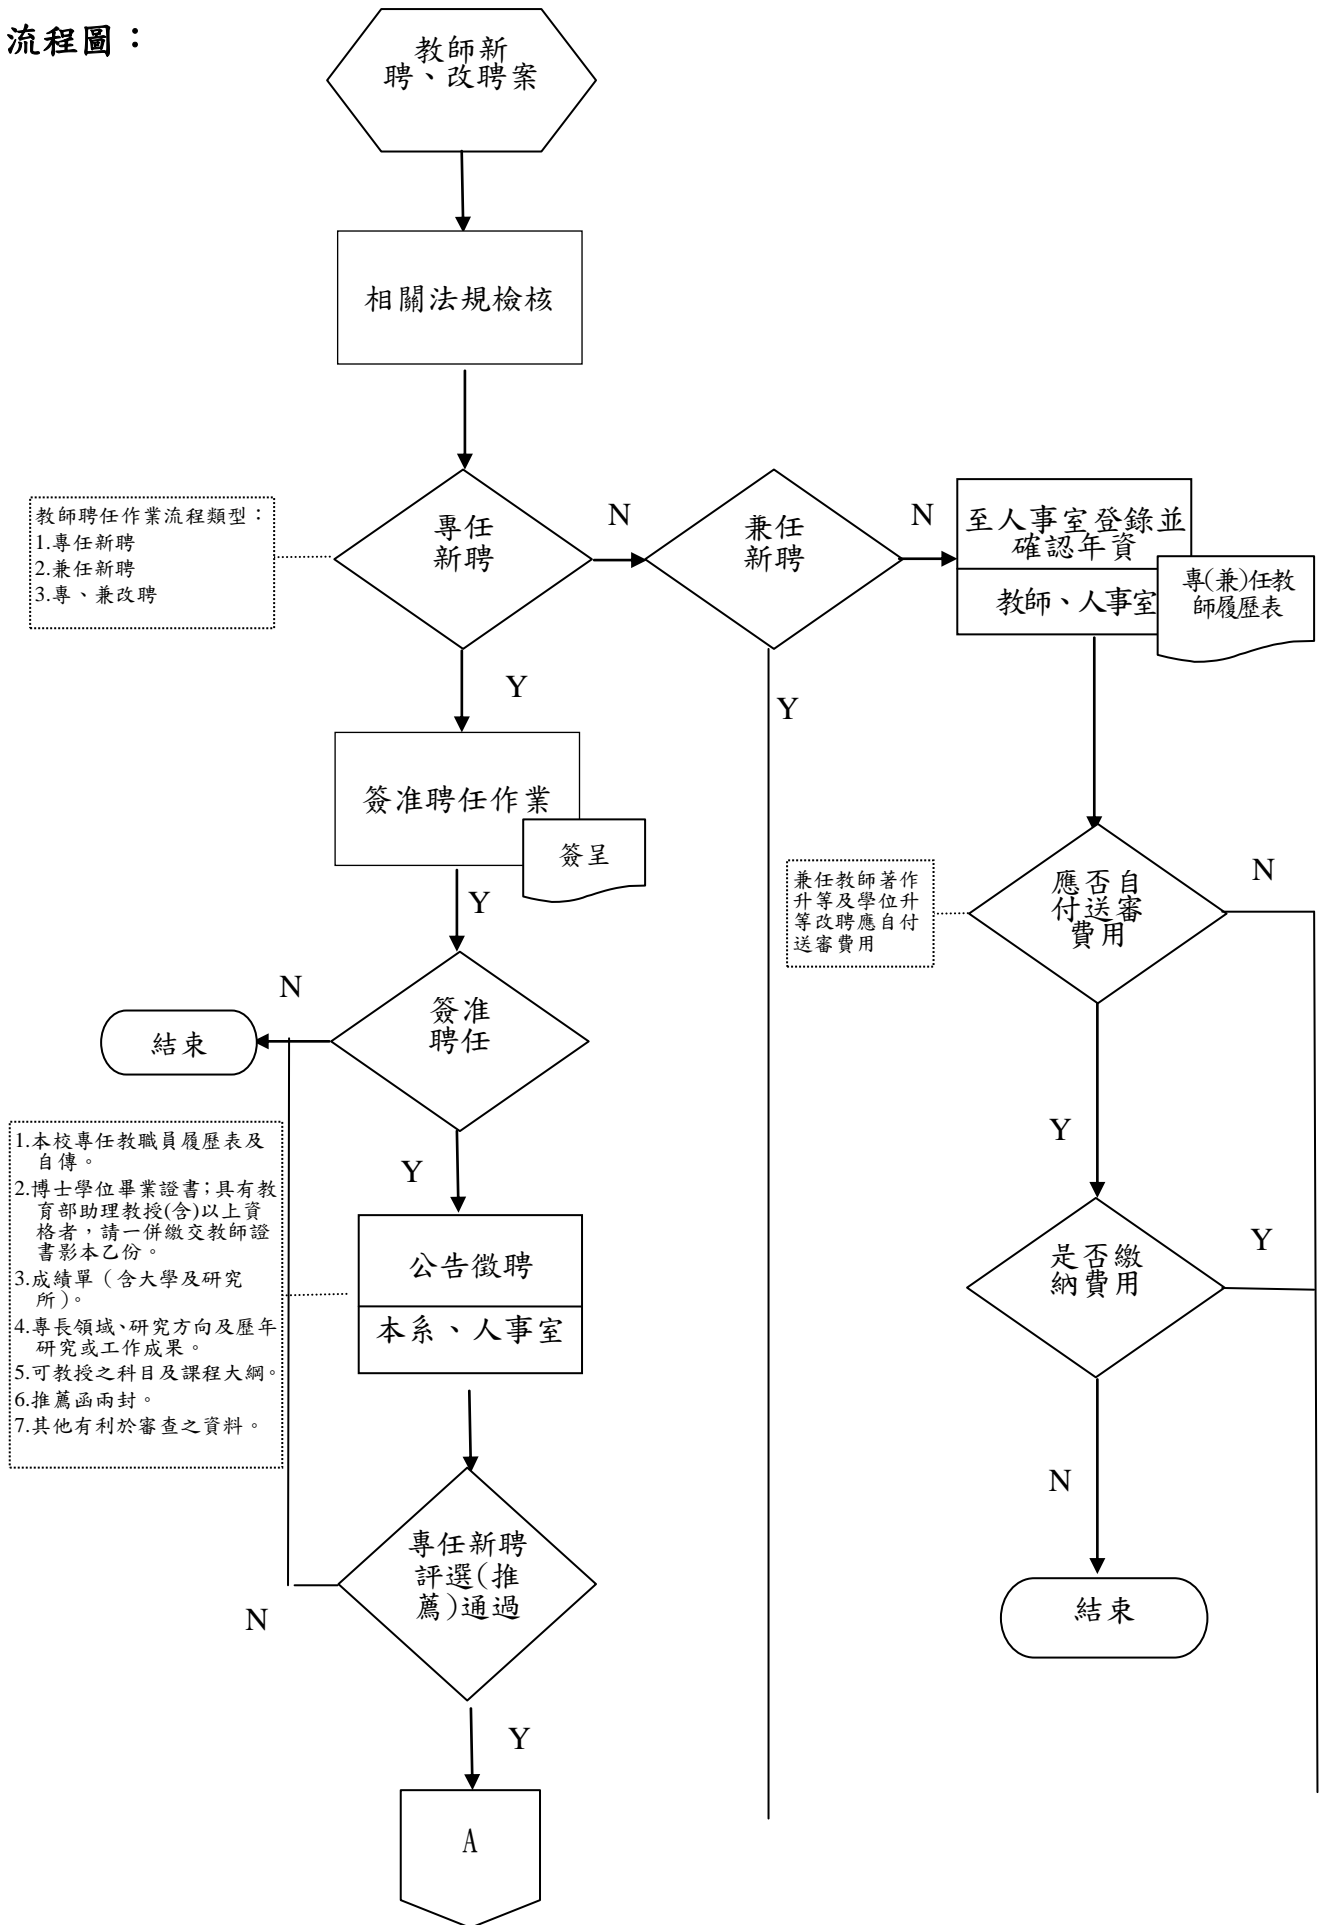 流程圖：
教師新
聘、改聘案
相關法規檢核
教師聘任作業流程類型：
1.專任新聘
2.兼任新聘
3.專、兼改聘
專任
新聘
N
兼任
新聘
N
至人事室登錄並
確認年資
教師、人事室
專(兼)任教
師履歷表
Y
Y
簽准聘任作業
簽呈
Y
兼任教師著作
升等及學位升
等改聘應自付
送審費用
應否自
付送審
費用
N
N
簽准
聘任
結束
Y
Y
1.本校專任教職員履歷表及
自傳。
2.博士學位畢業證書；具有教
育部助理教授(含)以上資
格者，請一併繳交教師證
書影本乙份。
3.成績單（含大學及研究
所）。
4.專長領域、研究方向及歷年
研究或工作成果。
5.可教授之科目及課程大綱。
6.推薦函兩封。
7.其他有利於審查之資料。
公告徵聘
本系、人事室
是否繳
納費用
Y
N
專任新聘
評選(推
薦)通過
N
結束
Y
A